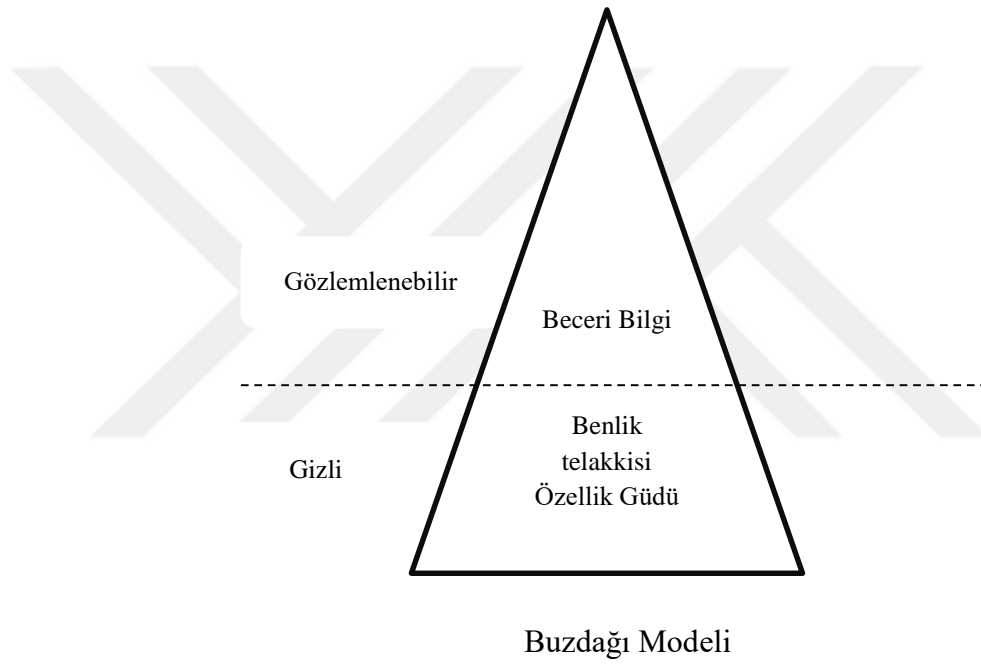 Gözlemlenebilir
Beceri Bilgi
Benlik
telakkisi
Özellik Güdü
Gizli
Buzdağı Modeli